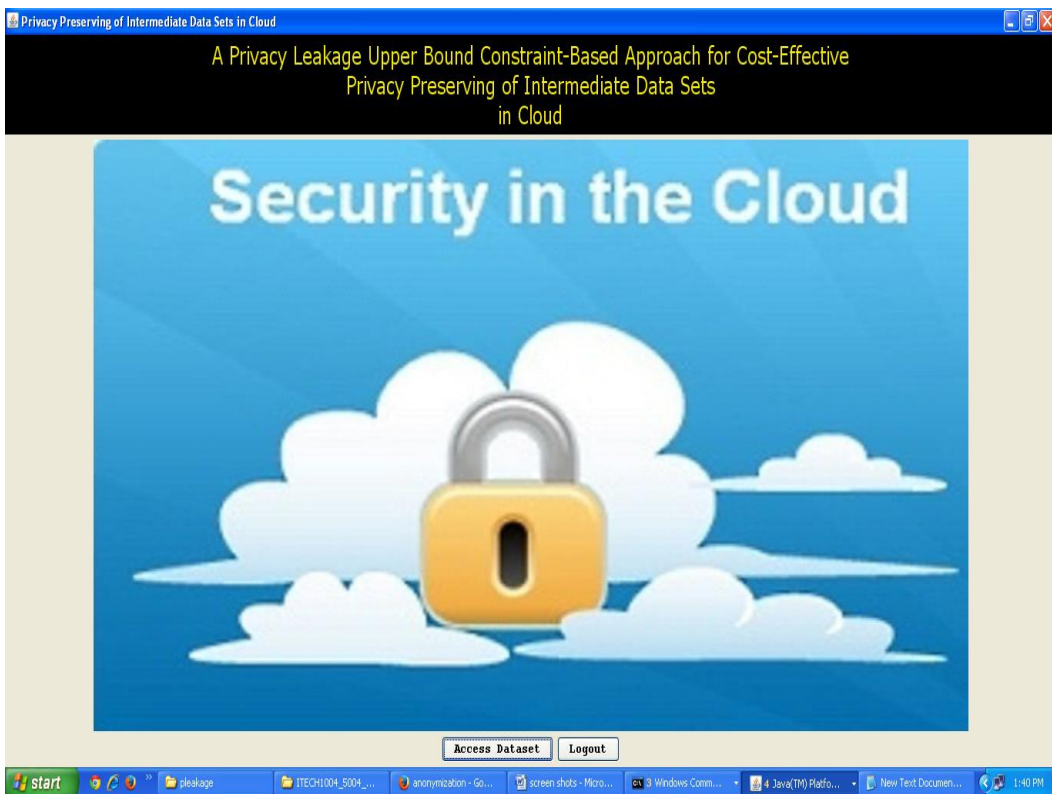 Privacy Preserving of Intermediate Data Sets in Cloud
A Privacy Leakage Upper Bound Constraint-Based Approach for Cost-Effective
Privacy Preserving of Intermediate Data Sets
in Cloud
Security in the Cloud
Access Dataset Logout
start pleakage ITECH1004_5004_... anonymization - Go... screen shots - Micro... 3 Windows Comm... 4 Java(TM) Platfo... New Text Documen... 1:40 PM